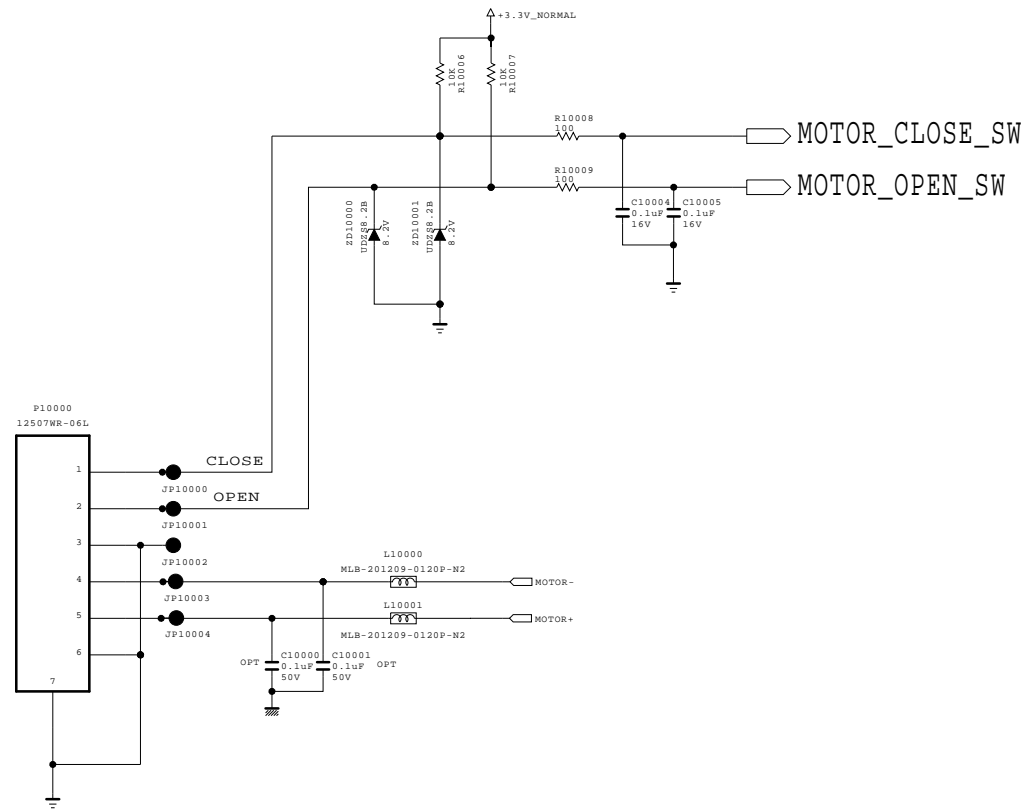 +3.3V_NORMAL
10K
R10006
10K
R10007
R10008
100
MOTOR_CLOSE_SW
R10009
100
MOTOR_OPEN_SW
ZD10000
UDZS8.2B
8.2V
ZD10001
UDZS8.2B
8.2V
C10004
0.1uF
16V
C10005
0.1uF
16V
P10000
12507WR-06L
1
CLOSE
JP10000
2
OPEN
JP10001
3
JP10002
L10000
MLB-201209-0120P-N2
4
MOTOR-
JP10003
L10001
5
MOTOR+
JP10004
MLB-201209-0120P-N2
6
OPT
C10000
0.1uF
50V
C10001
0.1uF
50V
OPT
7